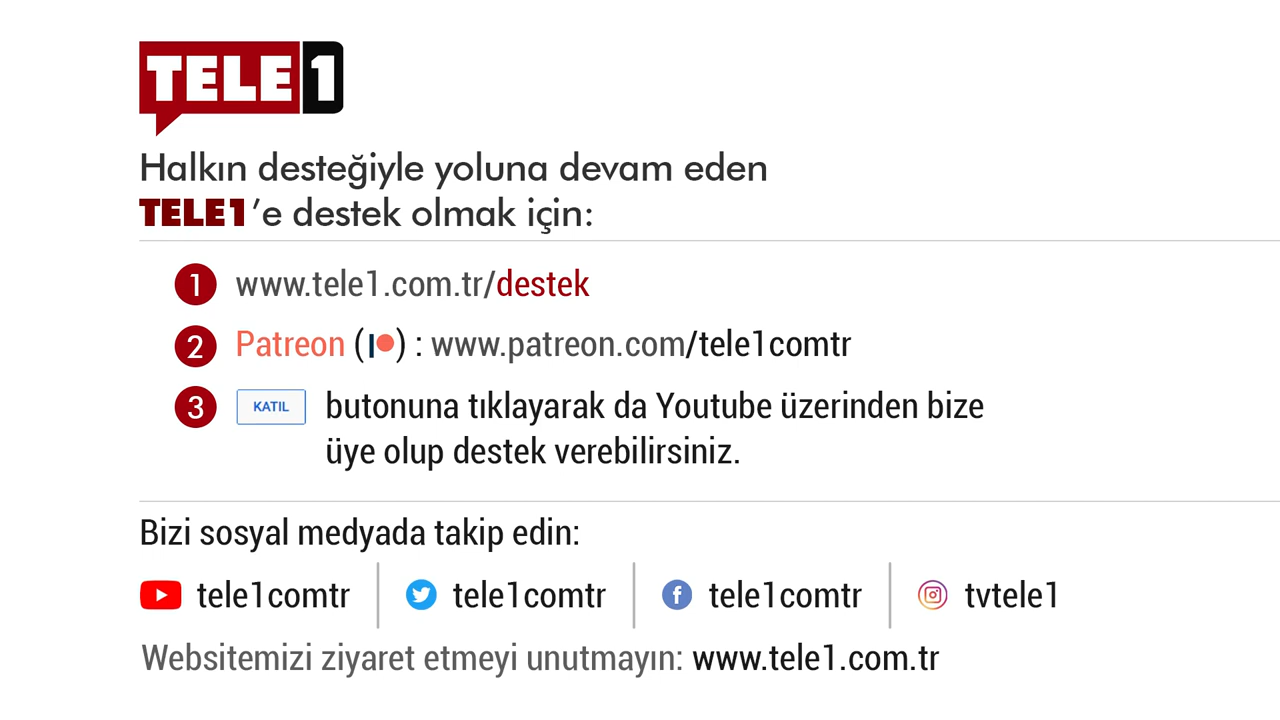 TELE1
Halkın desteğiyle yoluna devam eden
TELE1'e destek olmak için:
1 www.tele1.com.tr/destek
2 Patreon ( ) : www.patreon.com/tele1comtr
3 KATIL butonuna tıklayarak da Youtube üzerinden bize
üye olup destek verebilirsiniz.
Bizi sosyal medyada takip edin:
tele1comtr tele1comtr tele1comtr tvtele1
Websitemizi ziyaret etmeyi unutmayın: www.tele1.com.tr